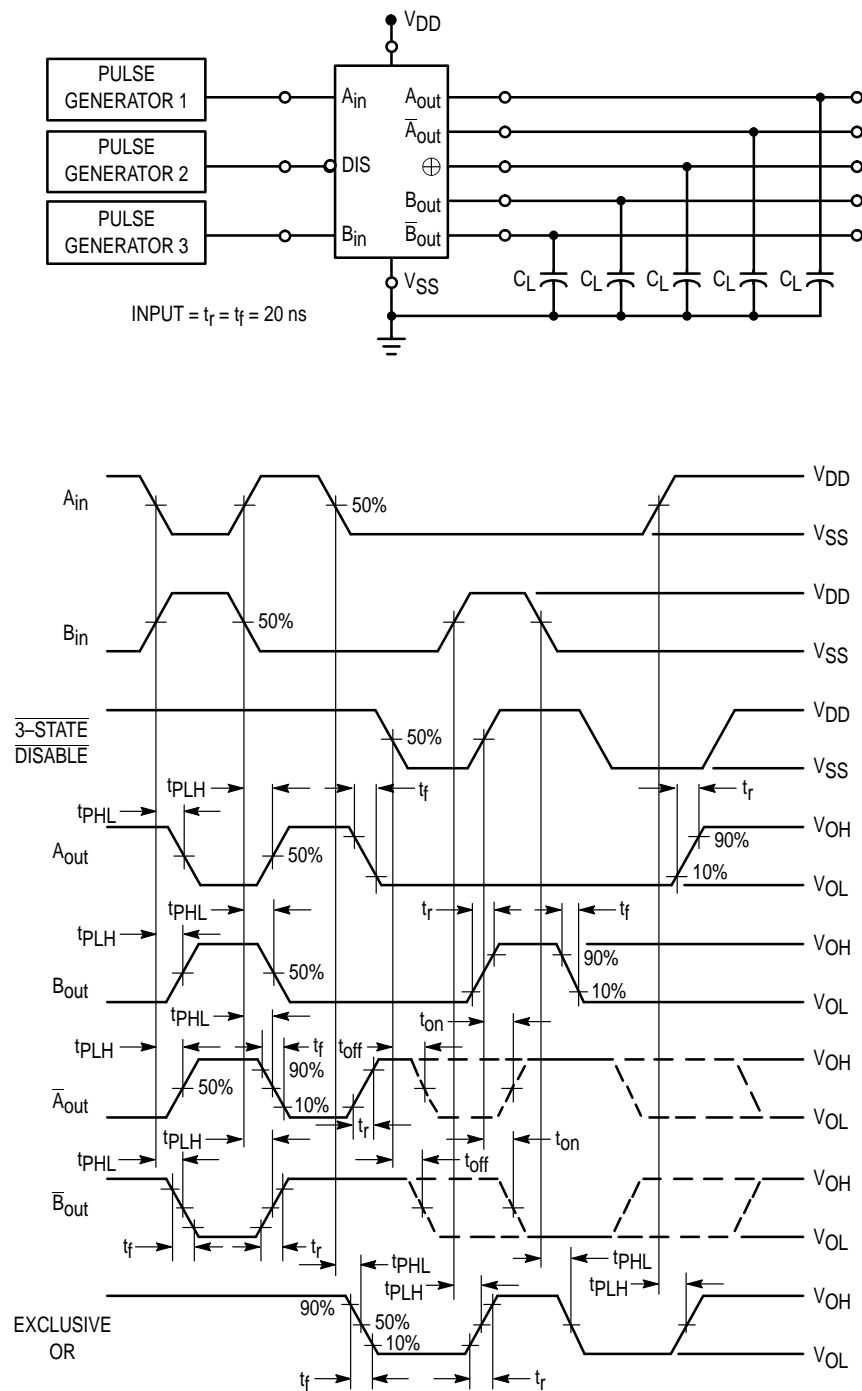 VDD
PULSE
GENERATOR 1
Ain
Aout
A̅out
PULSE
GENERATOR 2
DIS
⊕
Bout
PULSE
GENERATOR 3
Bin
B̅out
VSS
CL CL CL CL CL
INPUT = tr = tf = 20 ns
Ain
50%
VDD
VSS
Bin
50%
VDD
VSS
3–STATE
DISABLE
50%
VDD
VSS
tPLH
tPHL
tf
tr
Aout
50%
90%
10%
VOH
VOL
tPHL
tPLH
tr
tf
Bout
50%
90%
10%
VOH
VOL
tPHL
tPLH
tf
toff
ton
A̅out
50%
90%
10%
tr
VOH
VOL
tPLH
tPHL
toff
ton
B̅out
tf
tr
VOH
VOL
tPHL
tPLH
tPHL
tPLH
EXCLUSIVE
OR
90%
50%
10%
tf
tr
VOH
VOL